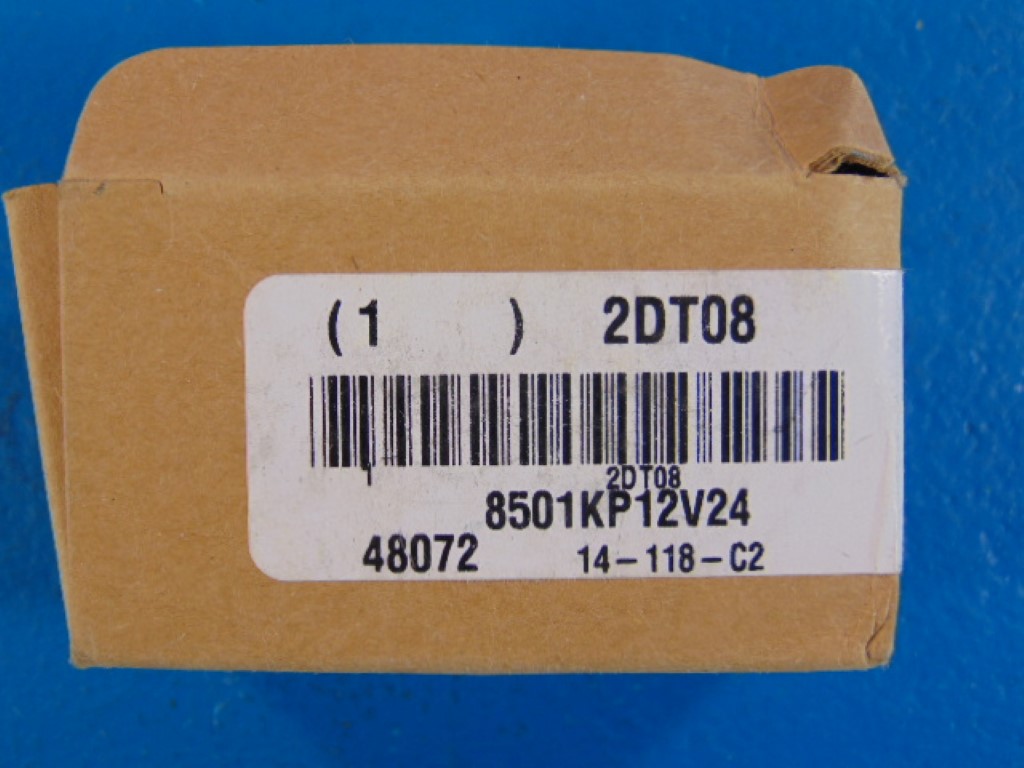 (1 ) 2DT08
1 2DT08
8501KP12V24
48072 14-118-C2